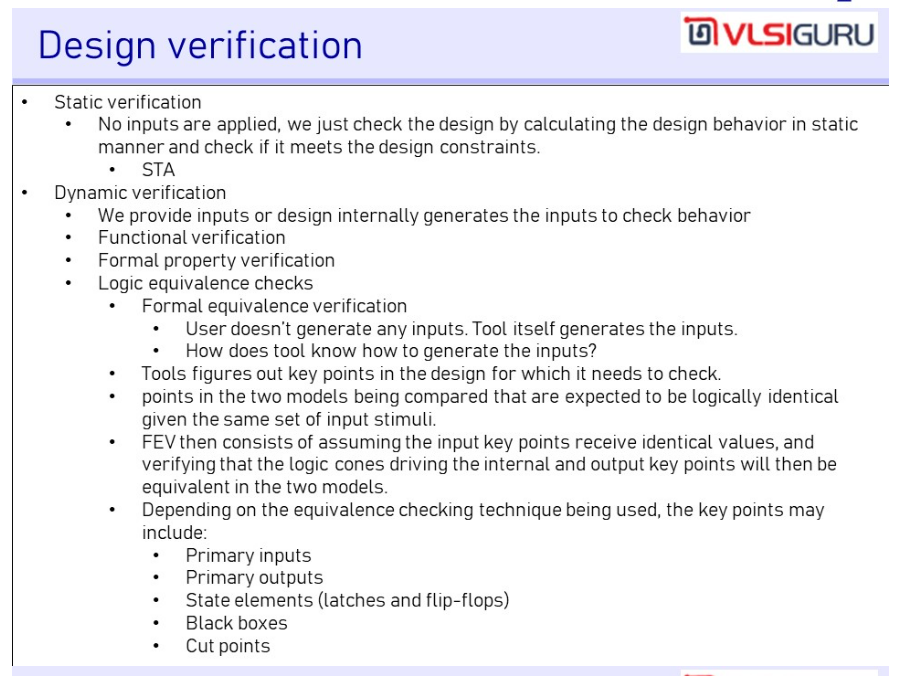 Design verification
VLSIGURU
• Static verification
• No inputs are applied, we just check the design by calculating the design behavior in static
manner and check if it meets the design constraints.
• STA
• Dynamic verification
• We provide inputs or design internally generates the inputs to check behavior
• Functional verification
• Formal property verification
• Logic equivalence checks
• Formal equivalence verification
• User doesn't generate any inputs. Tool itself generates the inputs.
• How does tool know how to generate the inputs?
• Tools figures out key points in the design for which it needs to check.
• points in the two models being compared that are expected to be logically identical
given the same set of input stimuli.
• FEV then consists of assuming the input key points receive identical values, and
verifying that the logic cones driving the internal and output key points will then be
equivalent in the two models.
• Depending on the equivalence checking technique being used, the key points may
include:
• Primary inputs
• Primary outputs
• State elements (latches and flip-flops)
• Black boxes
• Cut points